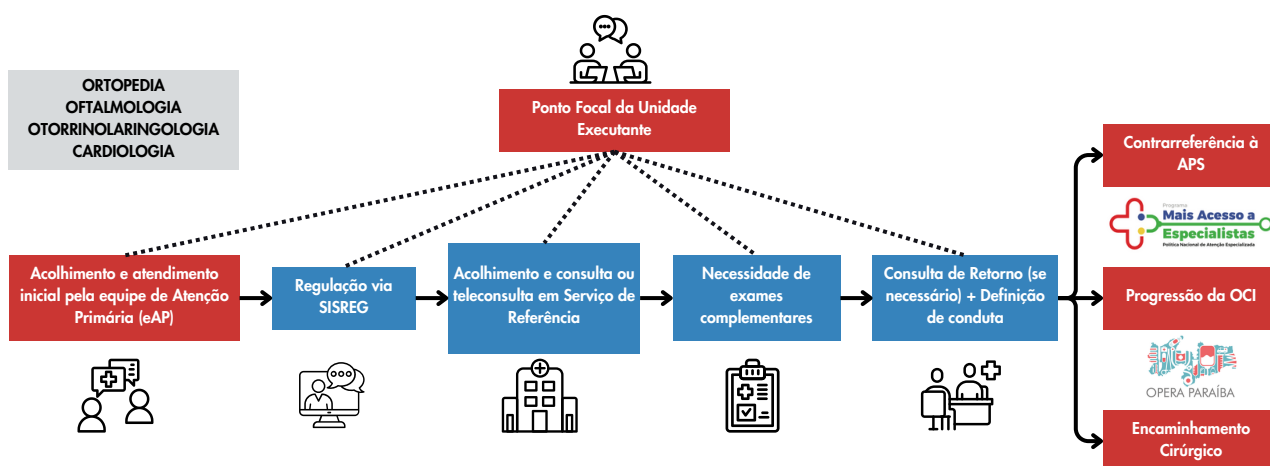 ORTOPEDIA
OFTALMOLOGIA
OTORRINOLARINGOLOGIA
CARDIOLOGIA
Ponto Focal da Unidade
Executante
Acolhimento e atendimento
inicial pela equipe de Atenção
Primária (eAP)
Regulação via
SISREG
Acolhimento e consulta ou
teleconsulta em Serviço de
Referência
Necessidade de
exames
complementares
Consulta de Retorno (se
necessário) + Definição
de conduta
Contrarreferência à
APS
Programa
Mais Acesso a
Especialistas
Política Nacional de Atenção Especializada
Progressão da OCI
OPERA PARAÍBA
Encaminhamento
Cirúrgico